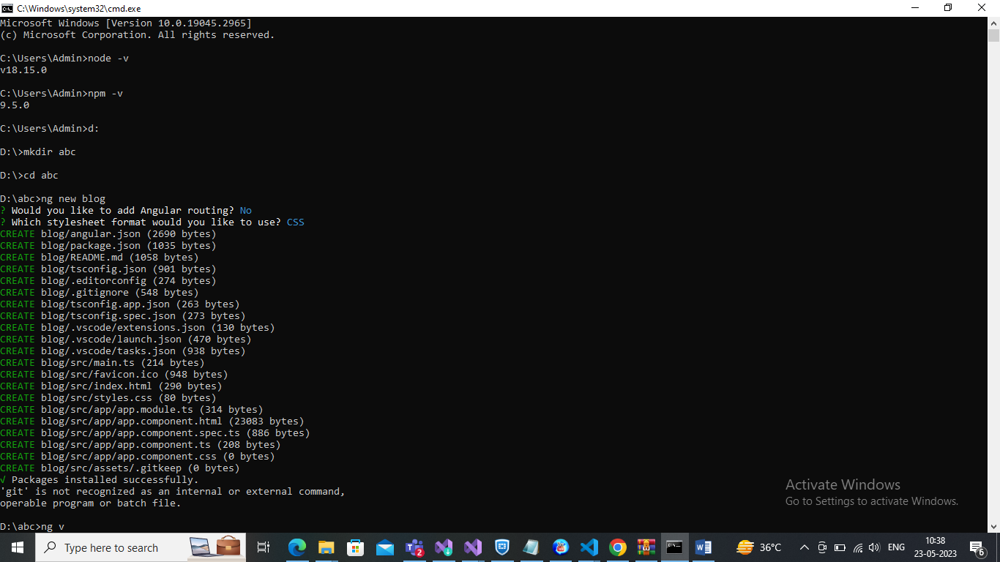 C:\Windows\system32\cmd.exe
Microsoft Windows [Version 10.0.19045.2965]
(c) Microsoft Corporation. All rights reserved.
C:\Users\Admin>node -v
v18.15.0
C:\Users\Admin>npm -v
9.5.0
C:\Users\Admin>d:
D:\>mkdir abc
D:\>cd abc
D:\abc>ng new blog
? Would you like to add Angular routing? No
? Which stylesheet format would you like to use? CSS
CREATE blog/angular.json (2690 bytes)
CREATE blog/package.json (1035 bytes)
CREATE blog/README.md (1058 bytes)
CREATE blog/tsconfig.json (901 bytes)
CREATE blog/.editorconfig (274 bytes)
CREATE blog/.gitignore (548 bytes)
CREATE blog/tsconfig.app.json (263 bytes)
CREATE blog/tsconfig.spec.json (273 bytes)
CREATE blog/.vscode/extensions.json (130 bytes)
CREATE blog/.vscode/launch.json (470 bytes)
CREATE blog/.vscode/tasks.json (938 bytes)
CREATE blog/src/main.ts (214 bytes)
CREATE blog/src/favicon.ico (948 bytes)
CREATE blog/src/index.html (290 bytes)
CREATE blog/src/styles.css (80 bytes)
CREATE blog/src/app/app.module.ts (314 bytes)
CREATE blog/src/app/app.component.html (23083 bytes)
CREATE blog/src/app/app.component.spec.ts (886 bytes)
CREATE blog/src/app/app.component.ts (208 bytes)
CREATE blog/src/app/app.component.css (0 bytes)
CREATE blog/src/assets/.gitkeep (0 bytes)
√ Packages installed successfully.
'git' is not recognized as an internal or external command,
operable program or batch file.
D:\abc>ng v
Activate Windows
Go to Settings to activate Windows.
Type here to search
2
36°C
ENG
10:38
23-05-2023
6